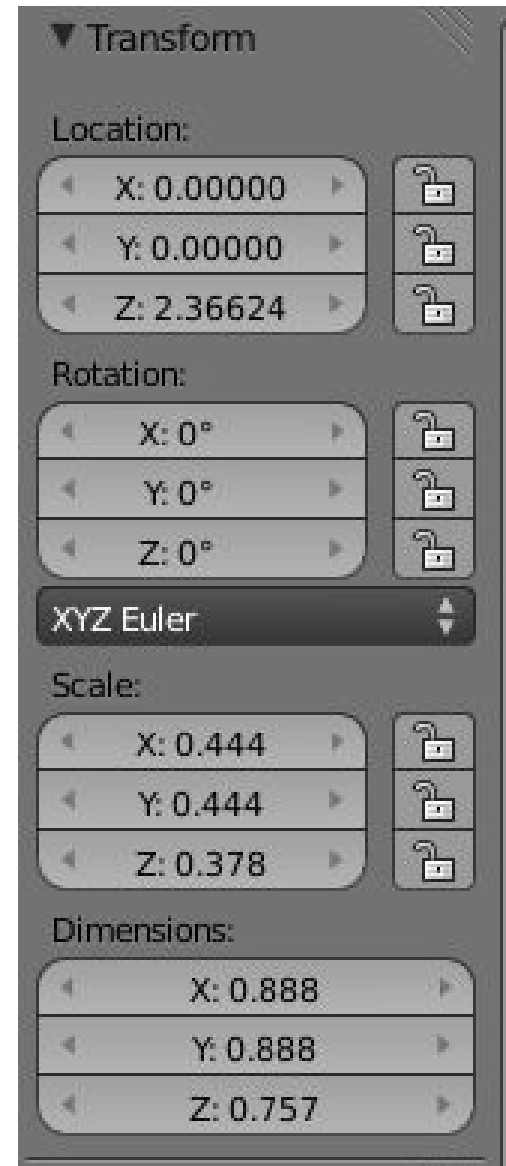 Transform
Location:
X: 0.00000
Y: 0.00000
Z: 2.36624
Rotation:
X: 0°
Y: 0°
Z: 0°
XYZ Euler
Scale:
X: 0.444
Y: 0.444
Z: 0.378
Dimensions:
X: 0.888
Y: 0.888
Z: 0.757